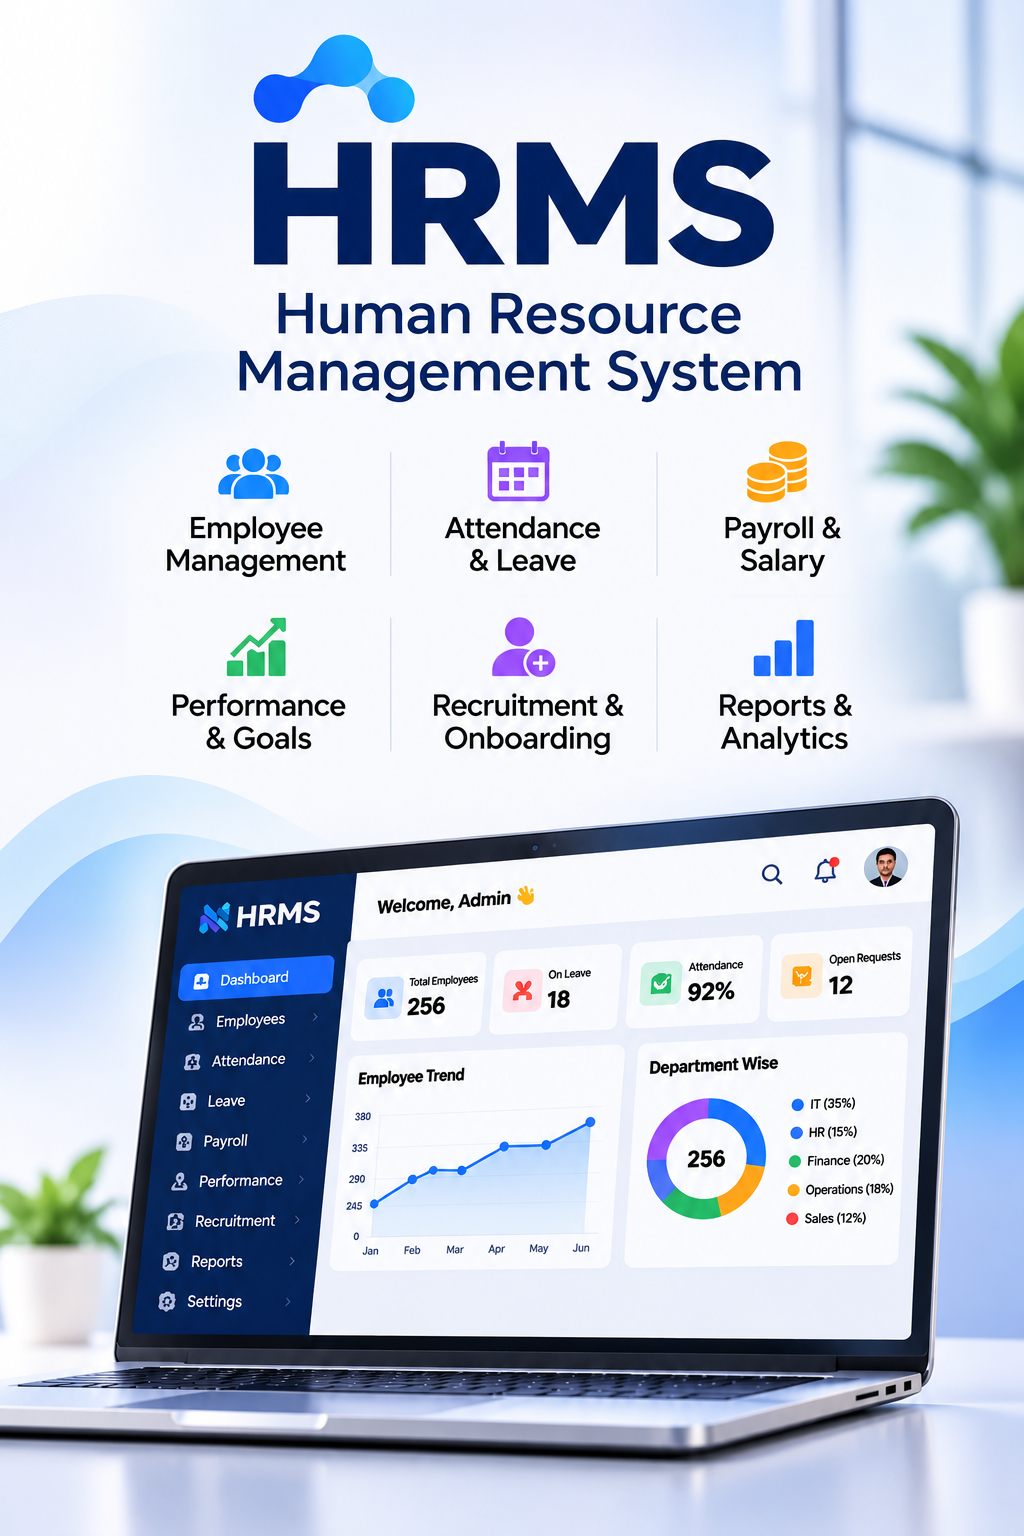 HRMS
Human Resource
Management System
Employee
Management
Attendance
& Leave
Payroll &
Salary
Performance
& Goals
Recruitment &
Onboarding
Reports &
Analytics
HRMS
Welcome, Admin 👋
Dashboard
Employees
Attendance
Leave
Payroll
Performance
Recruitment
Reports
Settings
Total Employees
256
On Leave
18
Attendance
92%
Open Requests
12
Employee Trend
380
335
290
245
0
Jan Feb Mar Apr May Jun
Department Wise
256
IT (35%)
HR (15%)
Finance (20%)
Operations (18%)
Sales (12%)